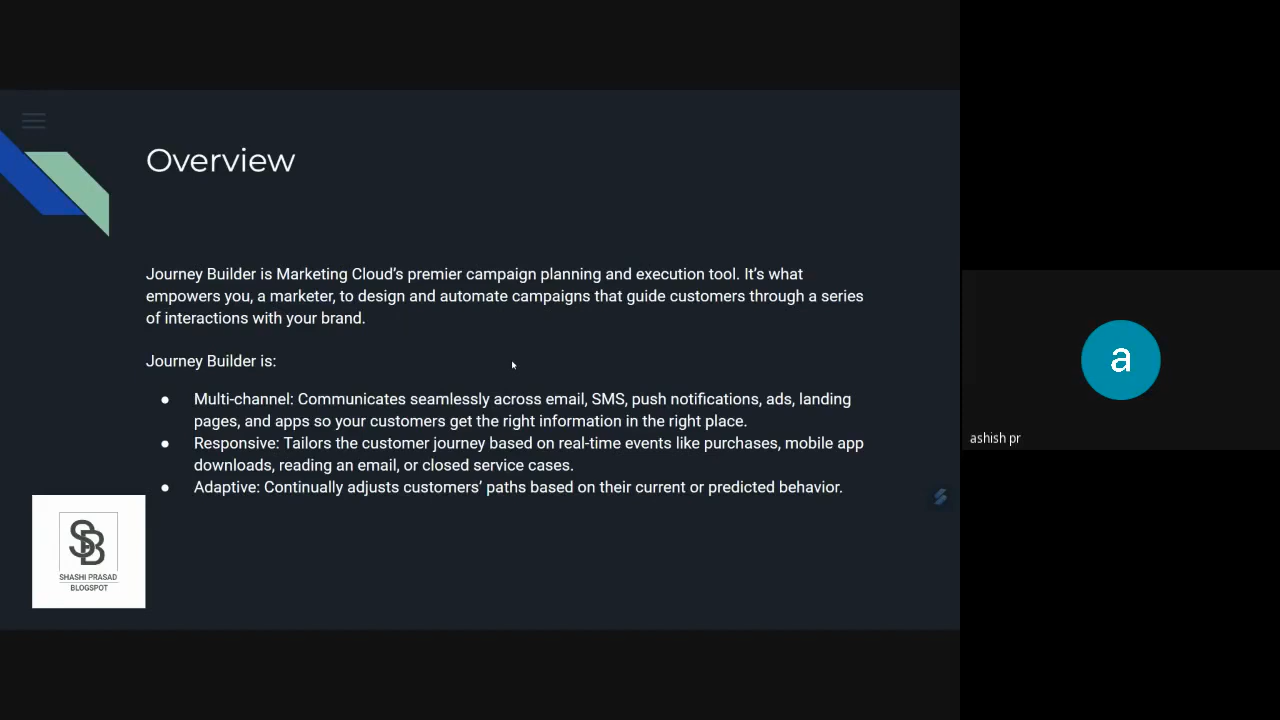 Overview
Journey Builder is Marketing Cloud’s premier campaign planning and execution tool. It’s what
empowers you, a marketer, to design and automate campaigns that guide customers through a series
of interactions with your brand.
Journey Builder is:
● Multi-channel: Communicates seamlessly across email, SMS, push notifications, ads, landing
pages, and apps so your customers get the right information in the right place.
● Responsive: Tailors the customer journey based on real-time events like purchases, mobile app
downloads, reading an email, or closed service cases.
● Adaptive: Continually adjusts customers’ paths based on their current or predicted behavior.
SB
SHASHI PRASAD
BLOGSPOT
a
ashish pr